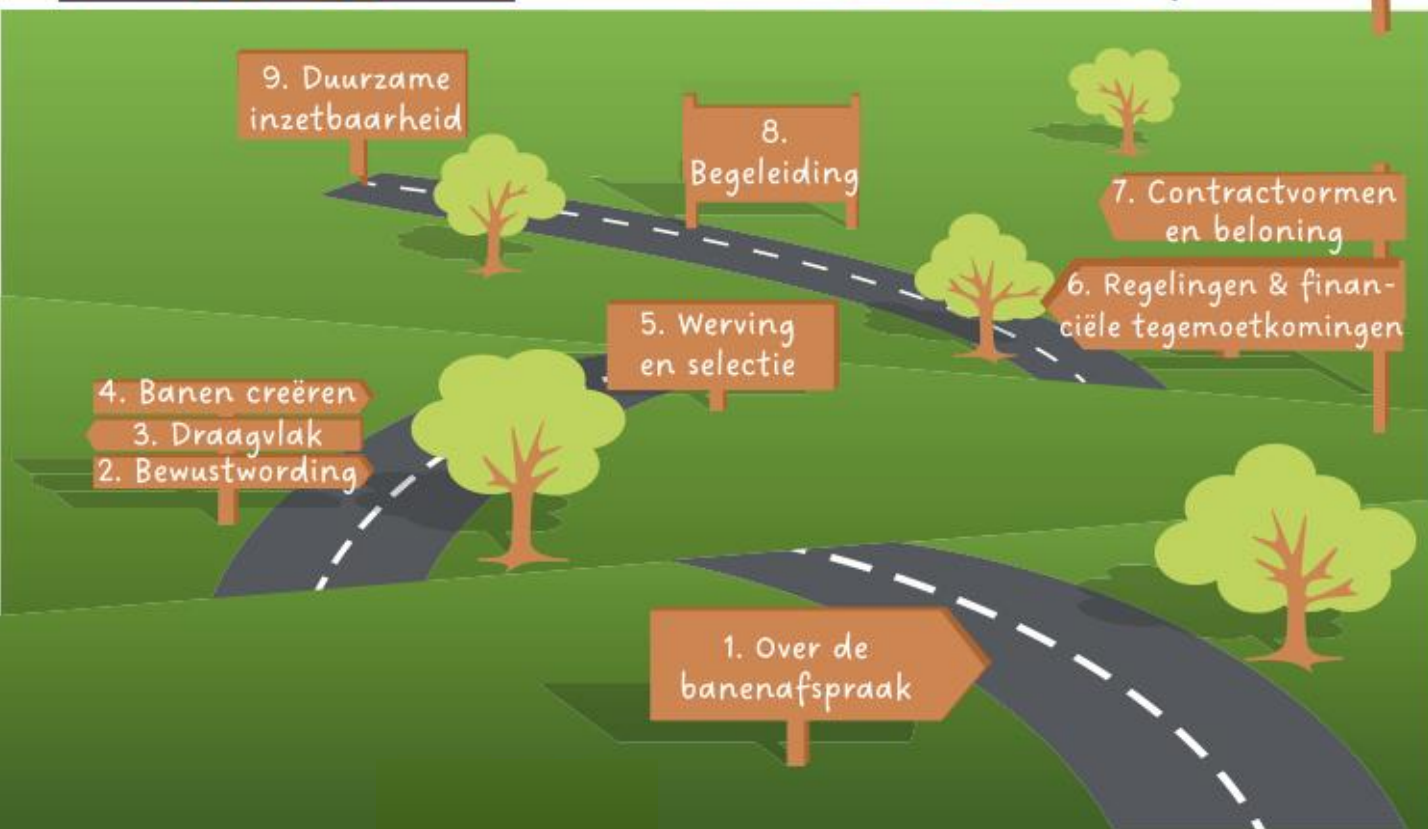 9. Duurzame
inzetbaarheid
8.
Begeleiding
7. Contractvormen
en beloning
6. Regelingen & finan-
ciële tegemoetkomingen
5. Werving
en selectie
4. Banen creëren
3. Draagvlak
2. Bewustwording
1. Over de
banenafspraak